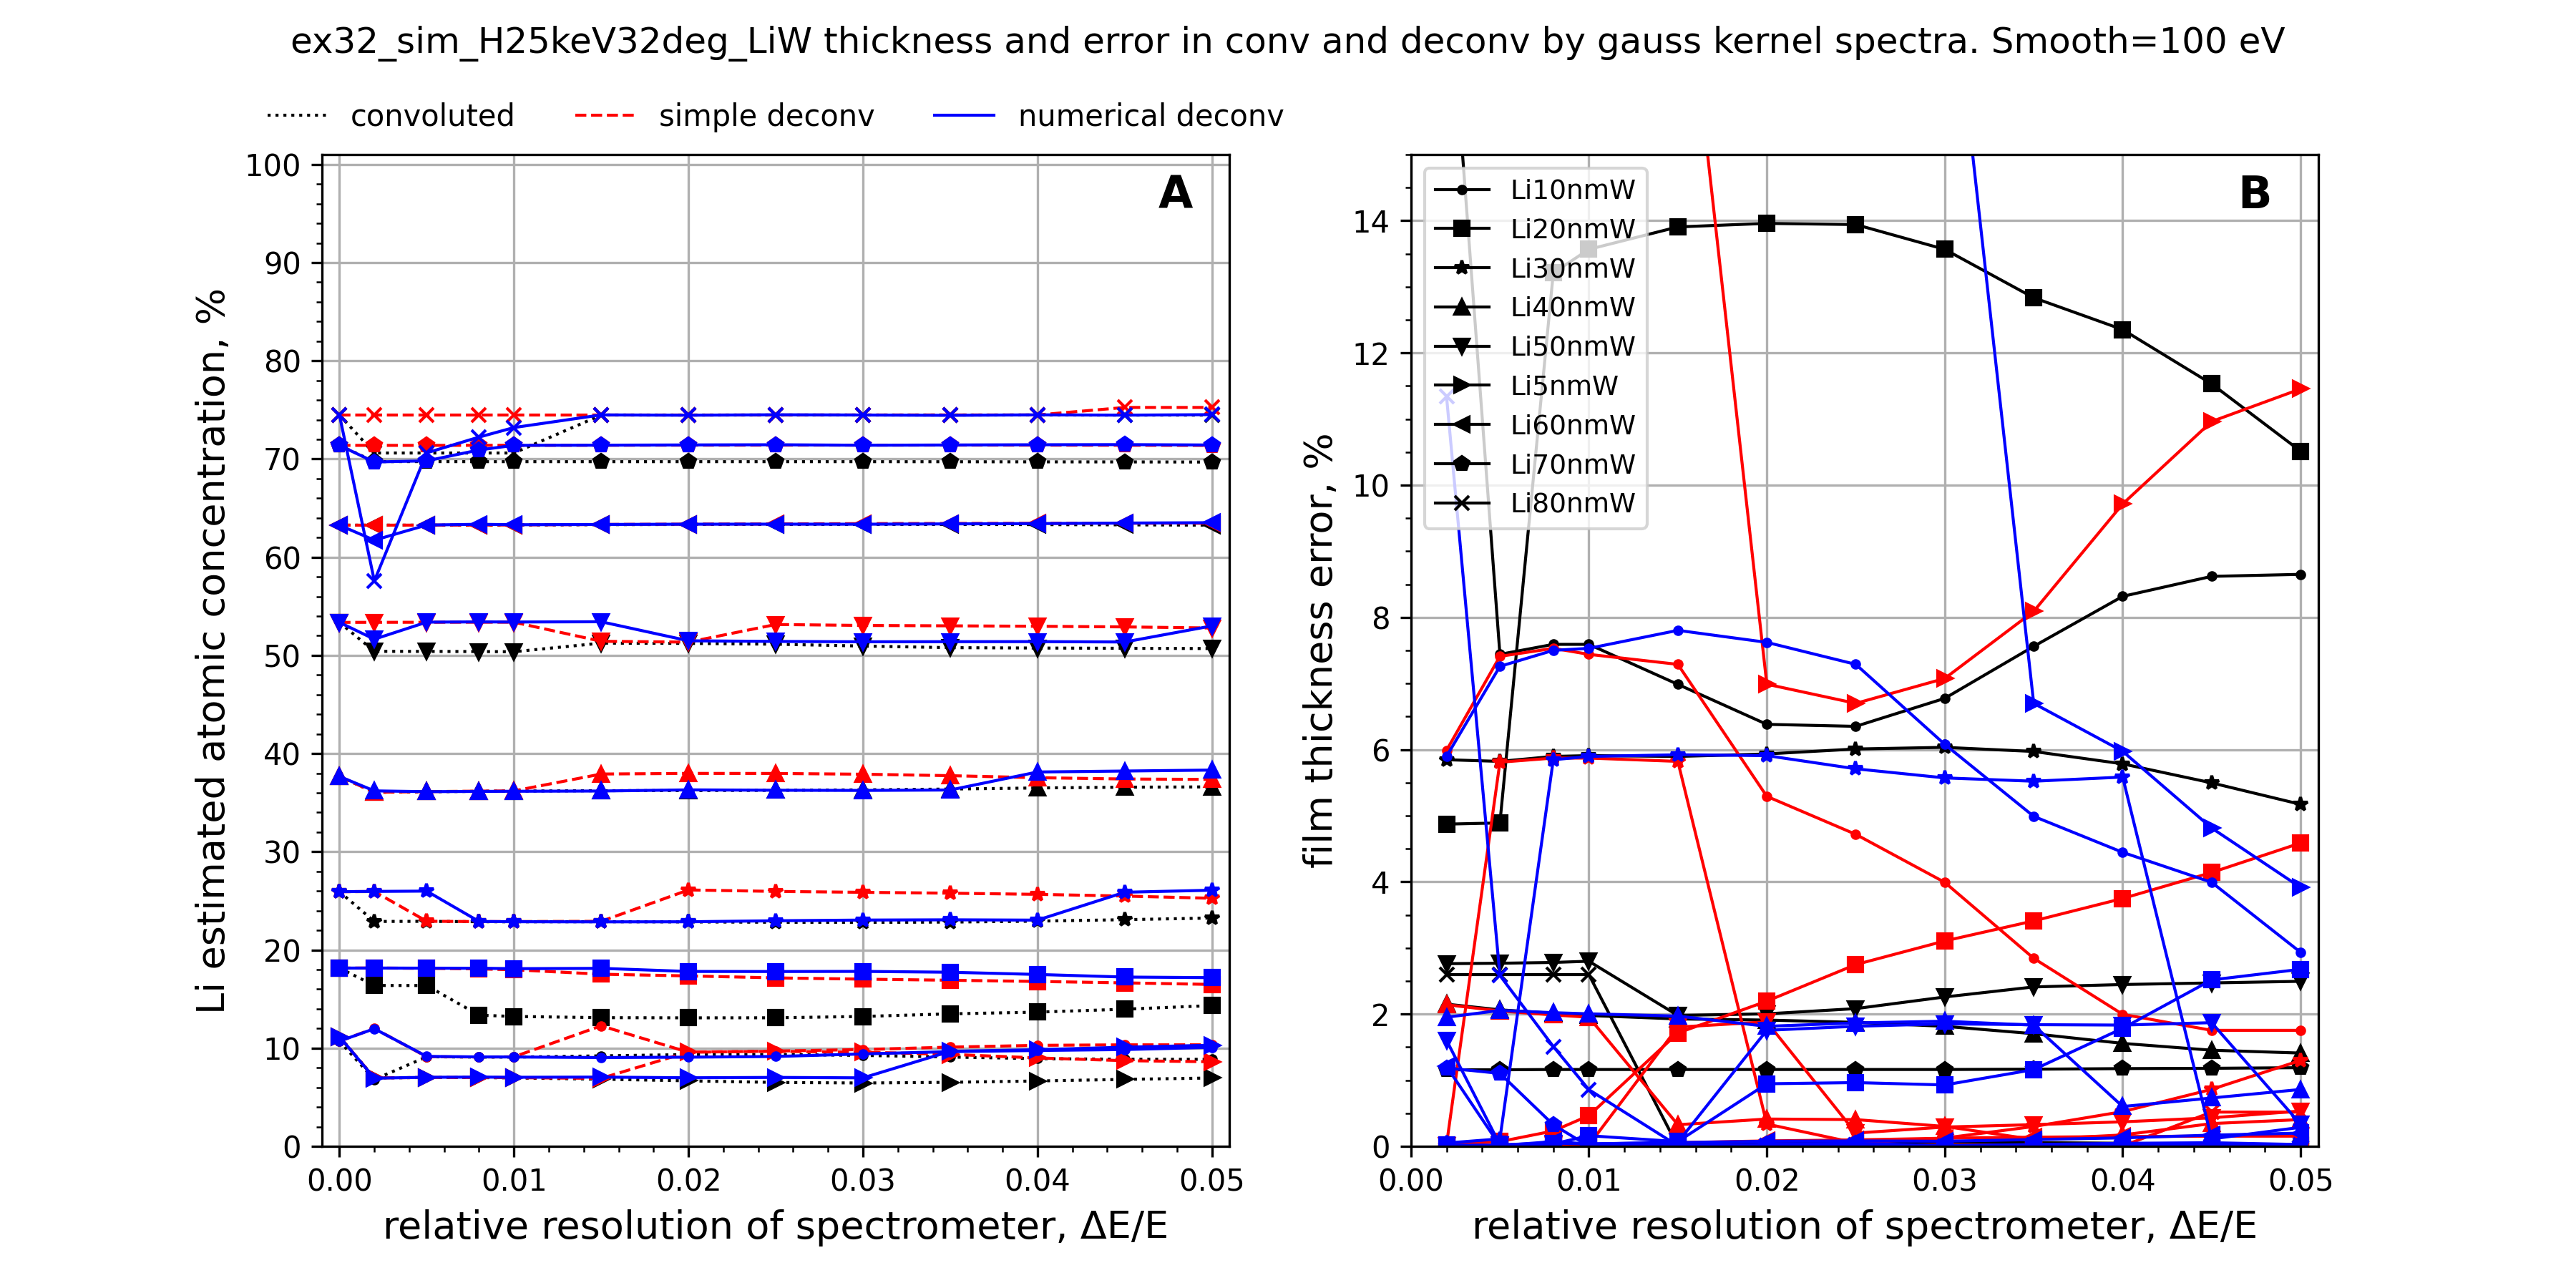 ex32_sim_H25keV32deg_LiW thickness and error in conv and deconv by gauss kernel spectra. Smooth=100 eV
convoluted simple deconv numerical deconv
A
100
90
80
70
60
50
40
30
20
10
0
0.00 0.01 0.02 0.03 0.04 0.05
Li estimated atomic concentration, %
relative resolution of spectrometer, ΔE/E
B
Li10nmW
Li20nmW
Li30nmW
Li40nmW
Li50nmW
Li5nmW
Li60nmW
Li70nmW
Li80nmW
14
12
10
8
6
4
2
0
0.00 0.01 0.02 0.03 0.04 0.05
film thickness error, %
relative resolution of spectrometer, ΔE/E